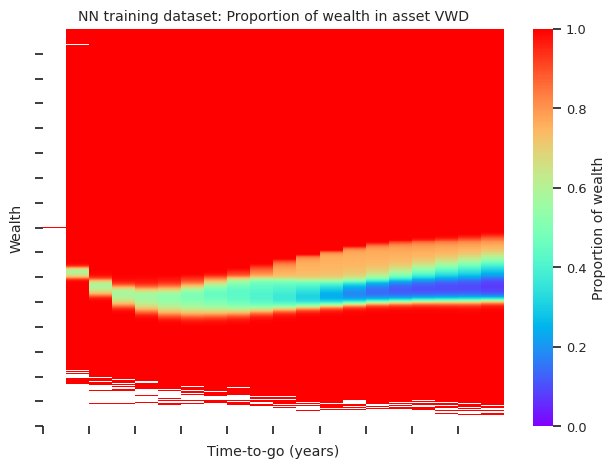 NN training dataset: Proportion of wealth in asset VWD
Wealth
Time-to-go (years)
1.0
0.8
0.6
0.4
0.2
0.0
Proportion of wealth